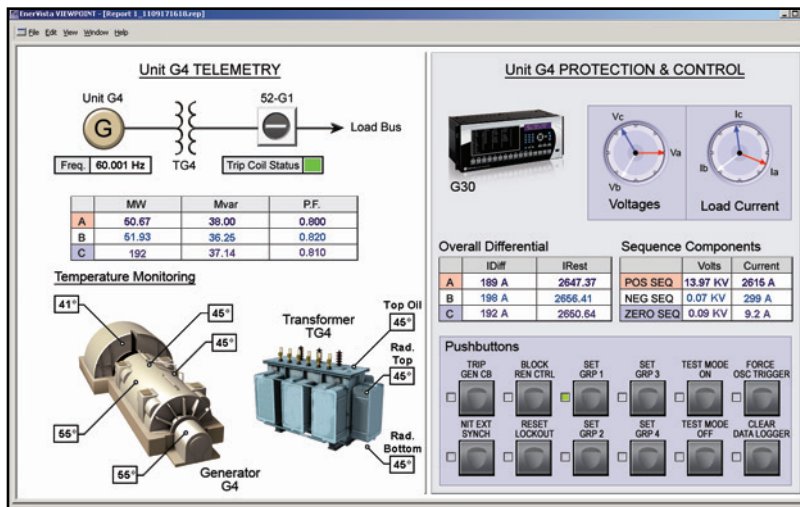 EnerVista VIEWPOINT - [Report 1_1109171618.rep]
File Edit View Window Help
Unit G4 TELEMETRY
Unit G4
52-G1
G
Load Bus
TG4
Freq. 60.001 Hz
Trip Coil Status
MW Mvar P.F.
A 50.67 38.00 0.800
B 51.93 36.25 0.820
C 192 37.14 0.810
Temperature Monitoring
41°
45°
45°
55°
55°
Generator
G4
Transformer
TG4
Top Oil
45°
Rad.
Top
45°
Rad.
Bottom
45°
Unit G4 PROTECTION & CONTROL
G30
Vc
Va
Vb
Voltages
Ic
Ib
Ia
Load Current
Overall Differential
IDiff IRest
A 189 A 2647.37
B 198 A 2656.41
C 192 A 2650.64
Sequence Components
Volts Current
POS SEQ 13.97 KV 2615 A
NEG SEQ 0.07 KV 299 A
ZERO SEQ 0.09 KV 9.2 A
Pushbuttons
TRIP
GEN CB
BLOCK
REN CTRL
SET
GRP 1
SET
GRP 3
TEST MODE
ON
FORCE
OSC TRIGGER
NIT EXT
SYNCH
RESET
LOCKOUT
SET
GRP 2
SET
GRP 4
TEST MODE
OFF
CLEAR
DATA LOGGER